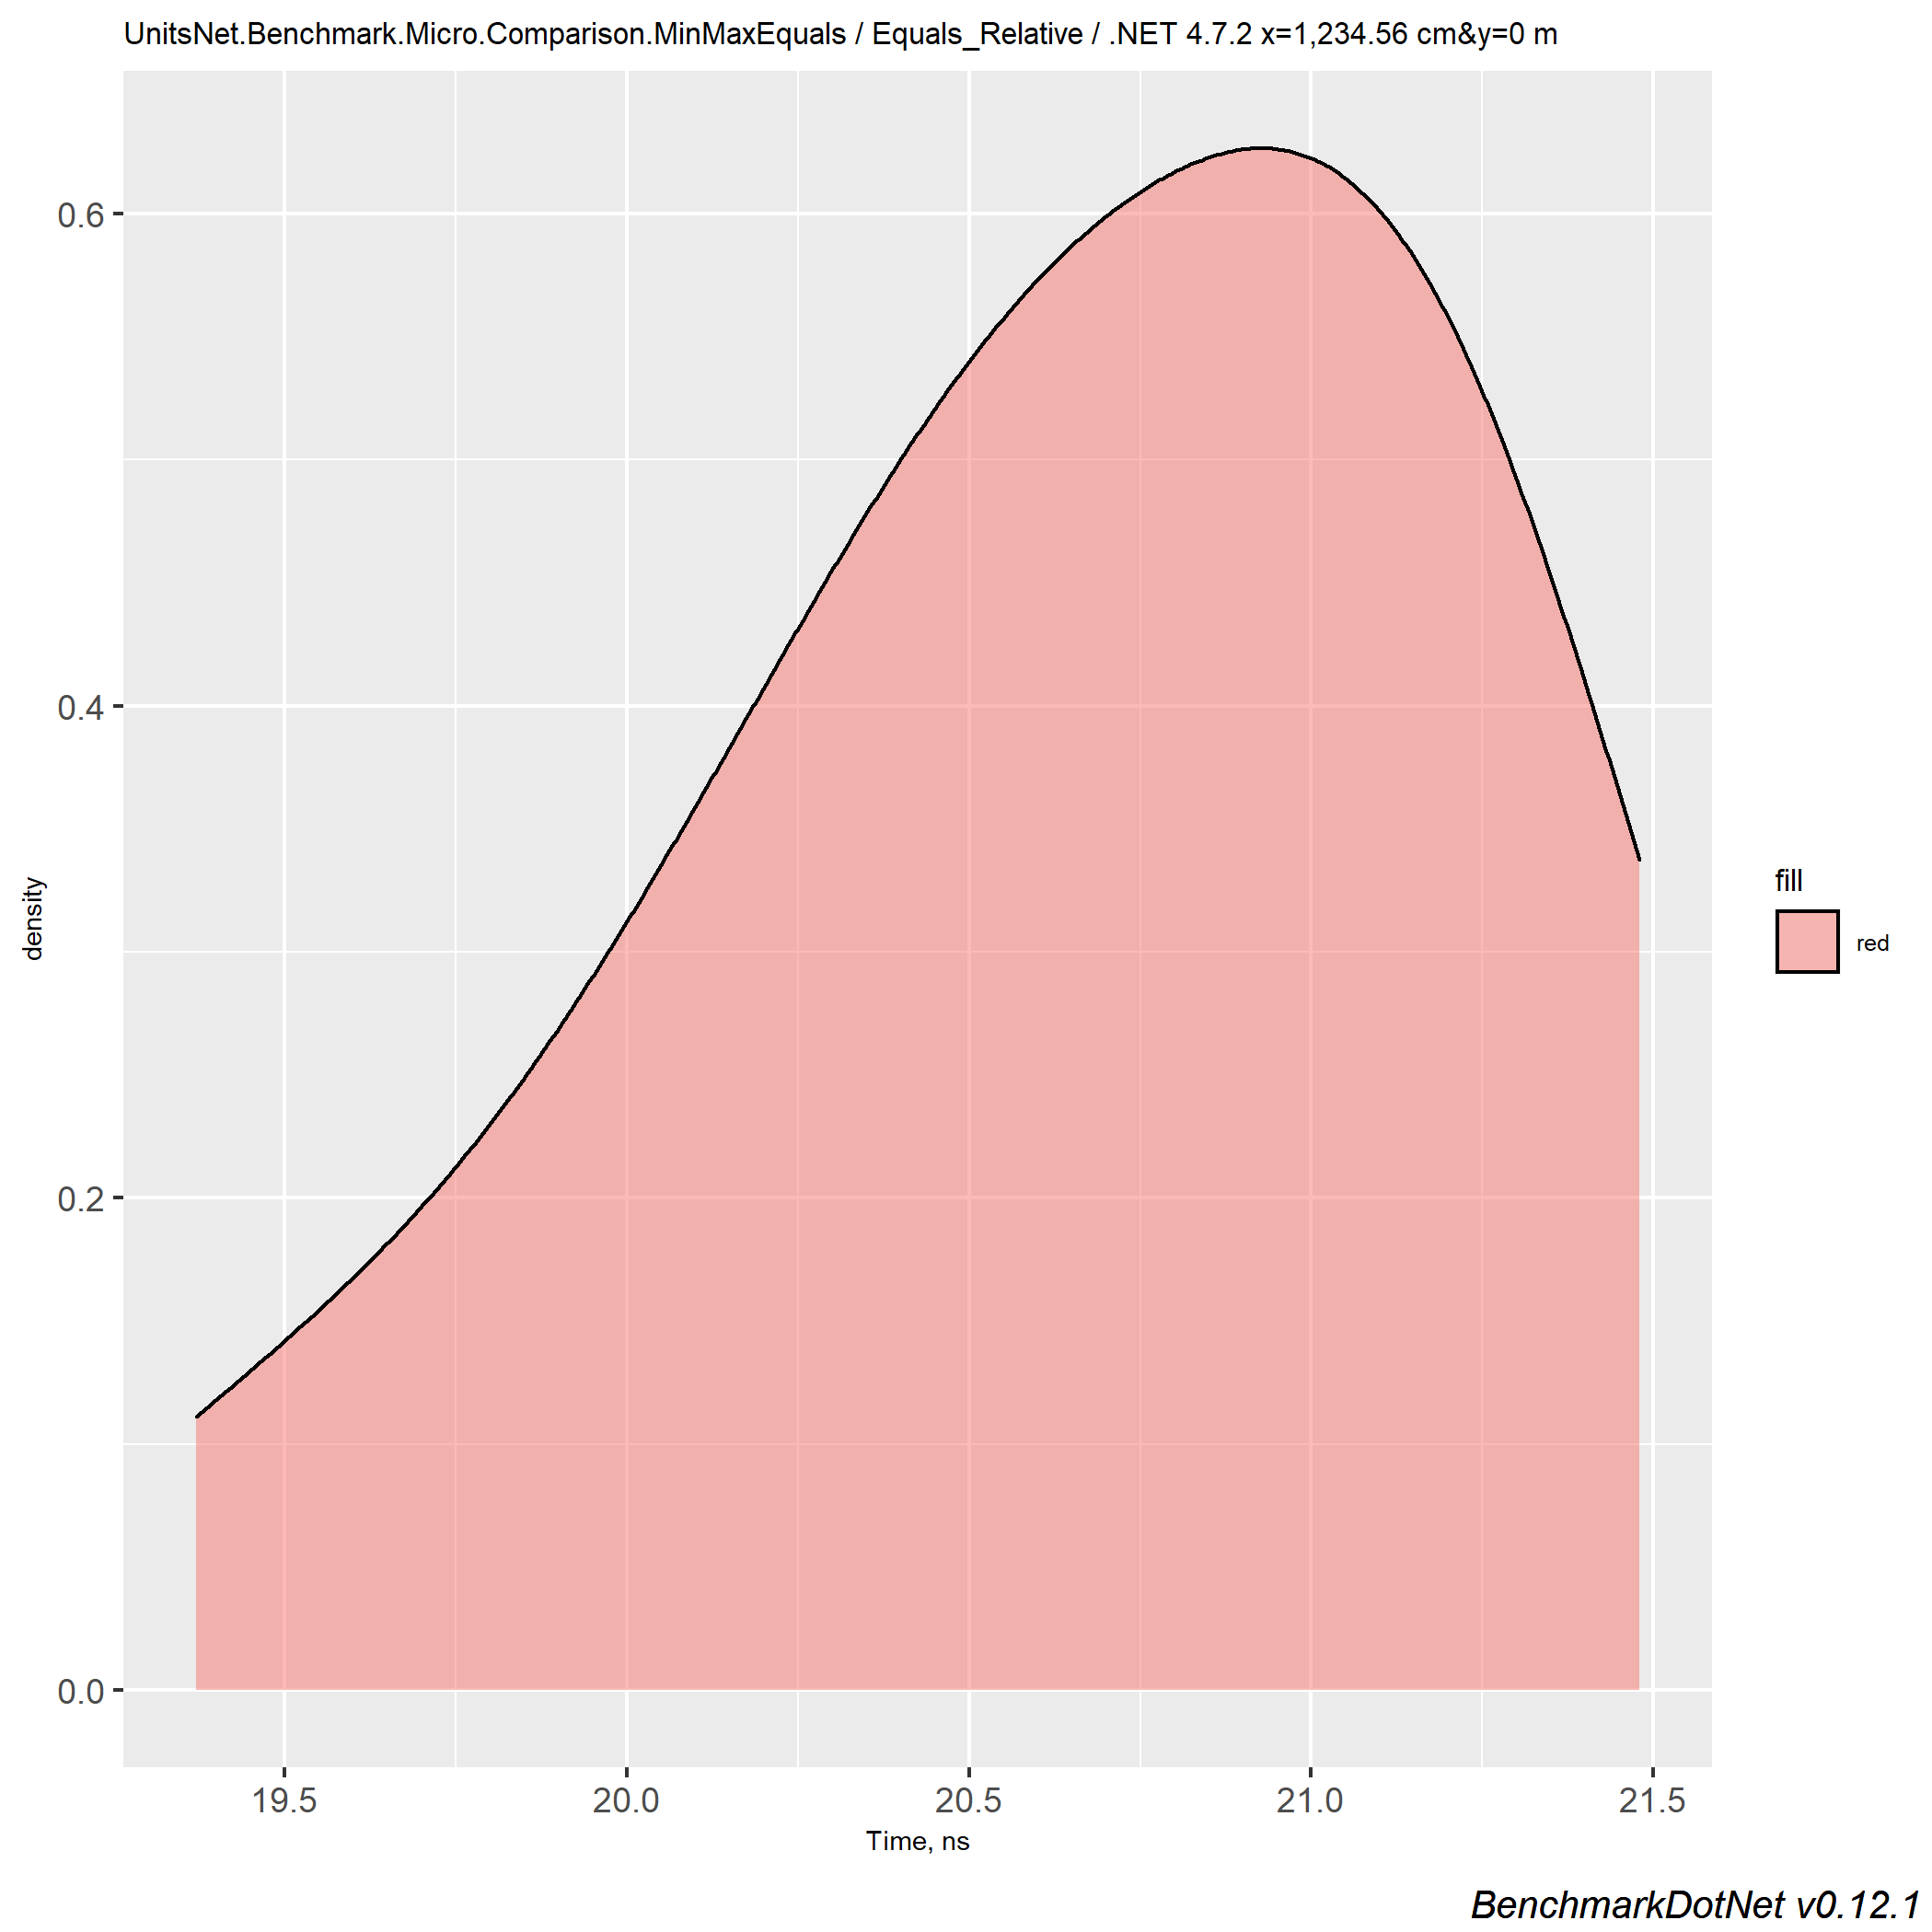 UnitsNet.Benchmark.Micro.Comparison.MinMaxEquals / Equals_Relative / .NET 4.7.2 x=1,234.56 cm&y=0 m
0.6
0.4
0.2
0.0
density
19.5 20.0 20.5 21.0 21.5
Time, ns
fill
red
BenchmarkDotNet v0.12.1